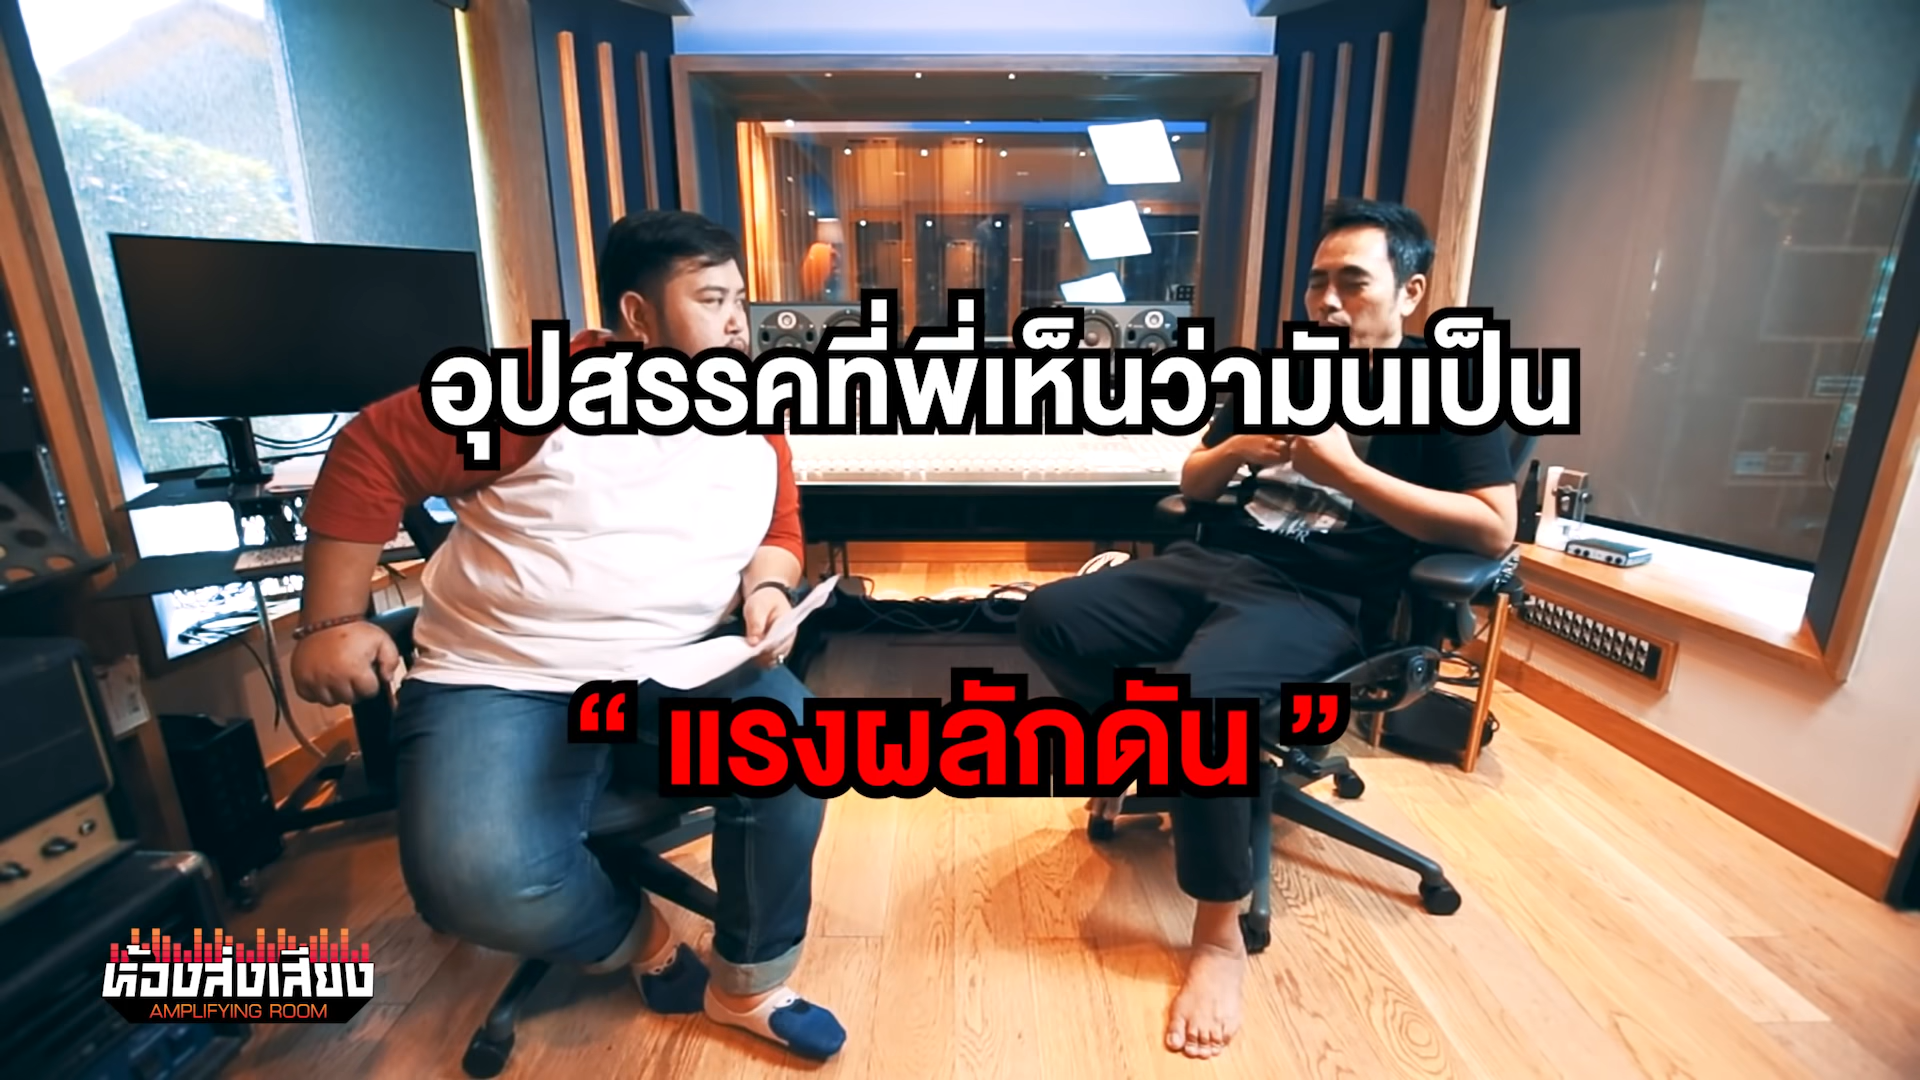 อุปสรรคที่พี่เห็นว่ามันเป็น
“ แรงผลักดัน ”
ห้องส่งเสียง
AMPLIFYING ROOM